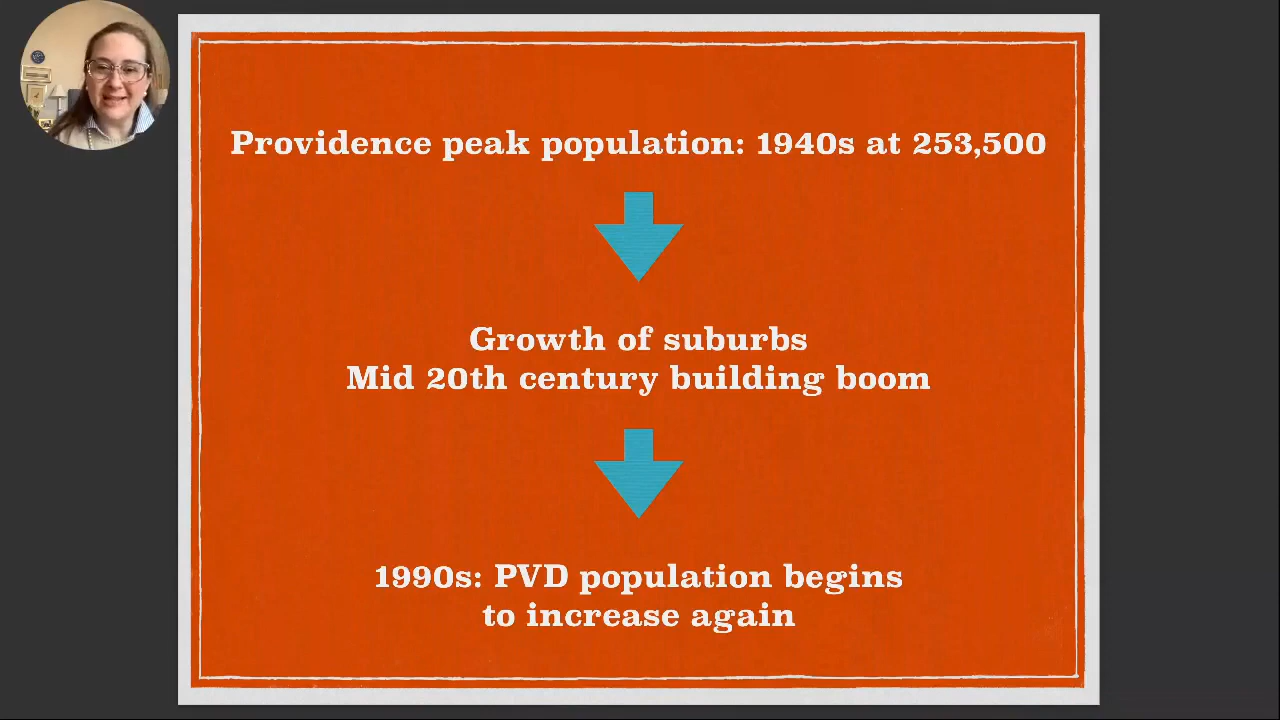 Providence peak population: 1940s at 253,500
Growth of suburbs
Mid 20th century building boom
1990s: PVD population begins
to increase again